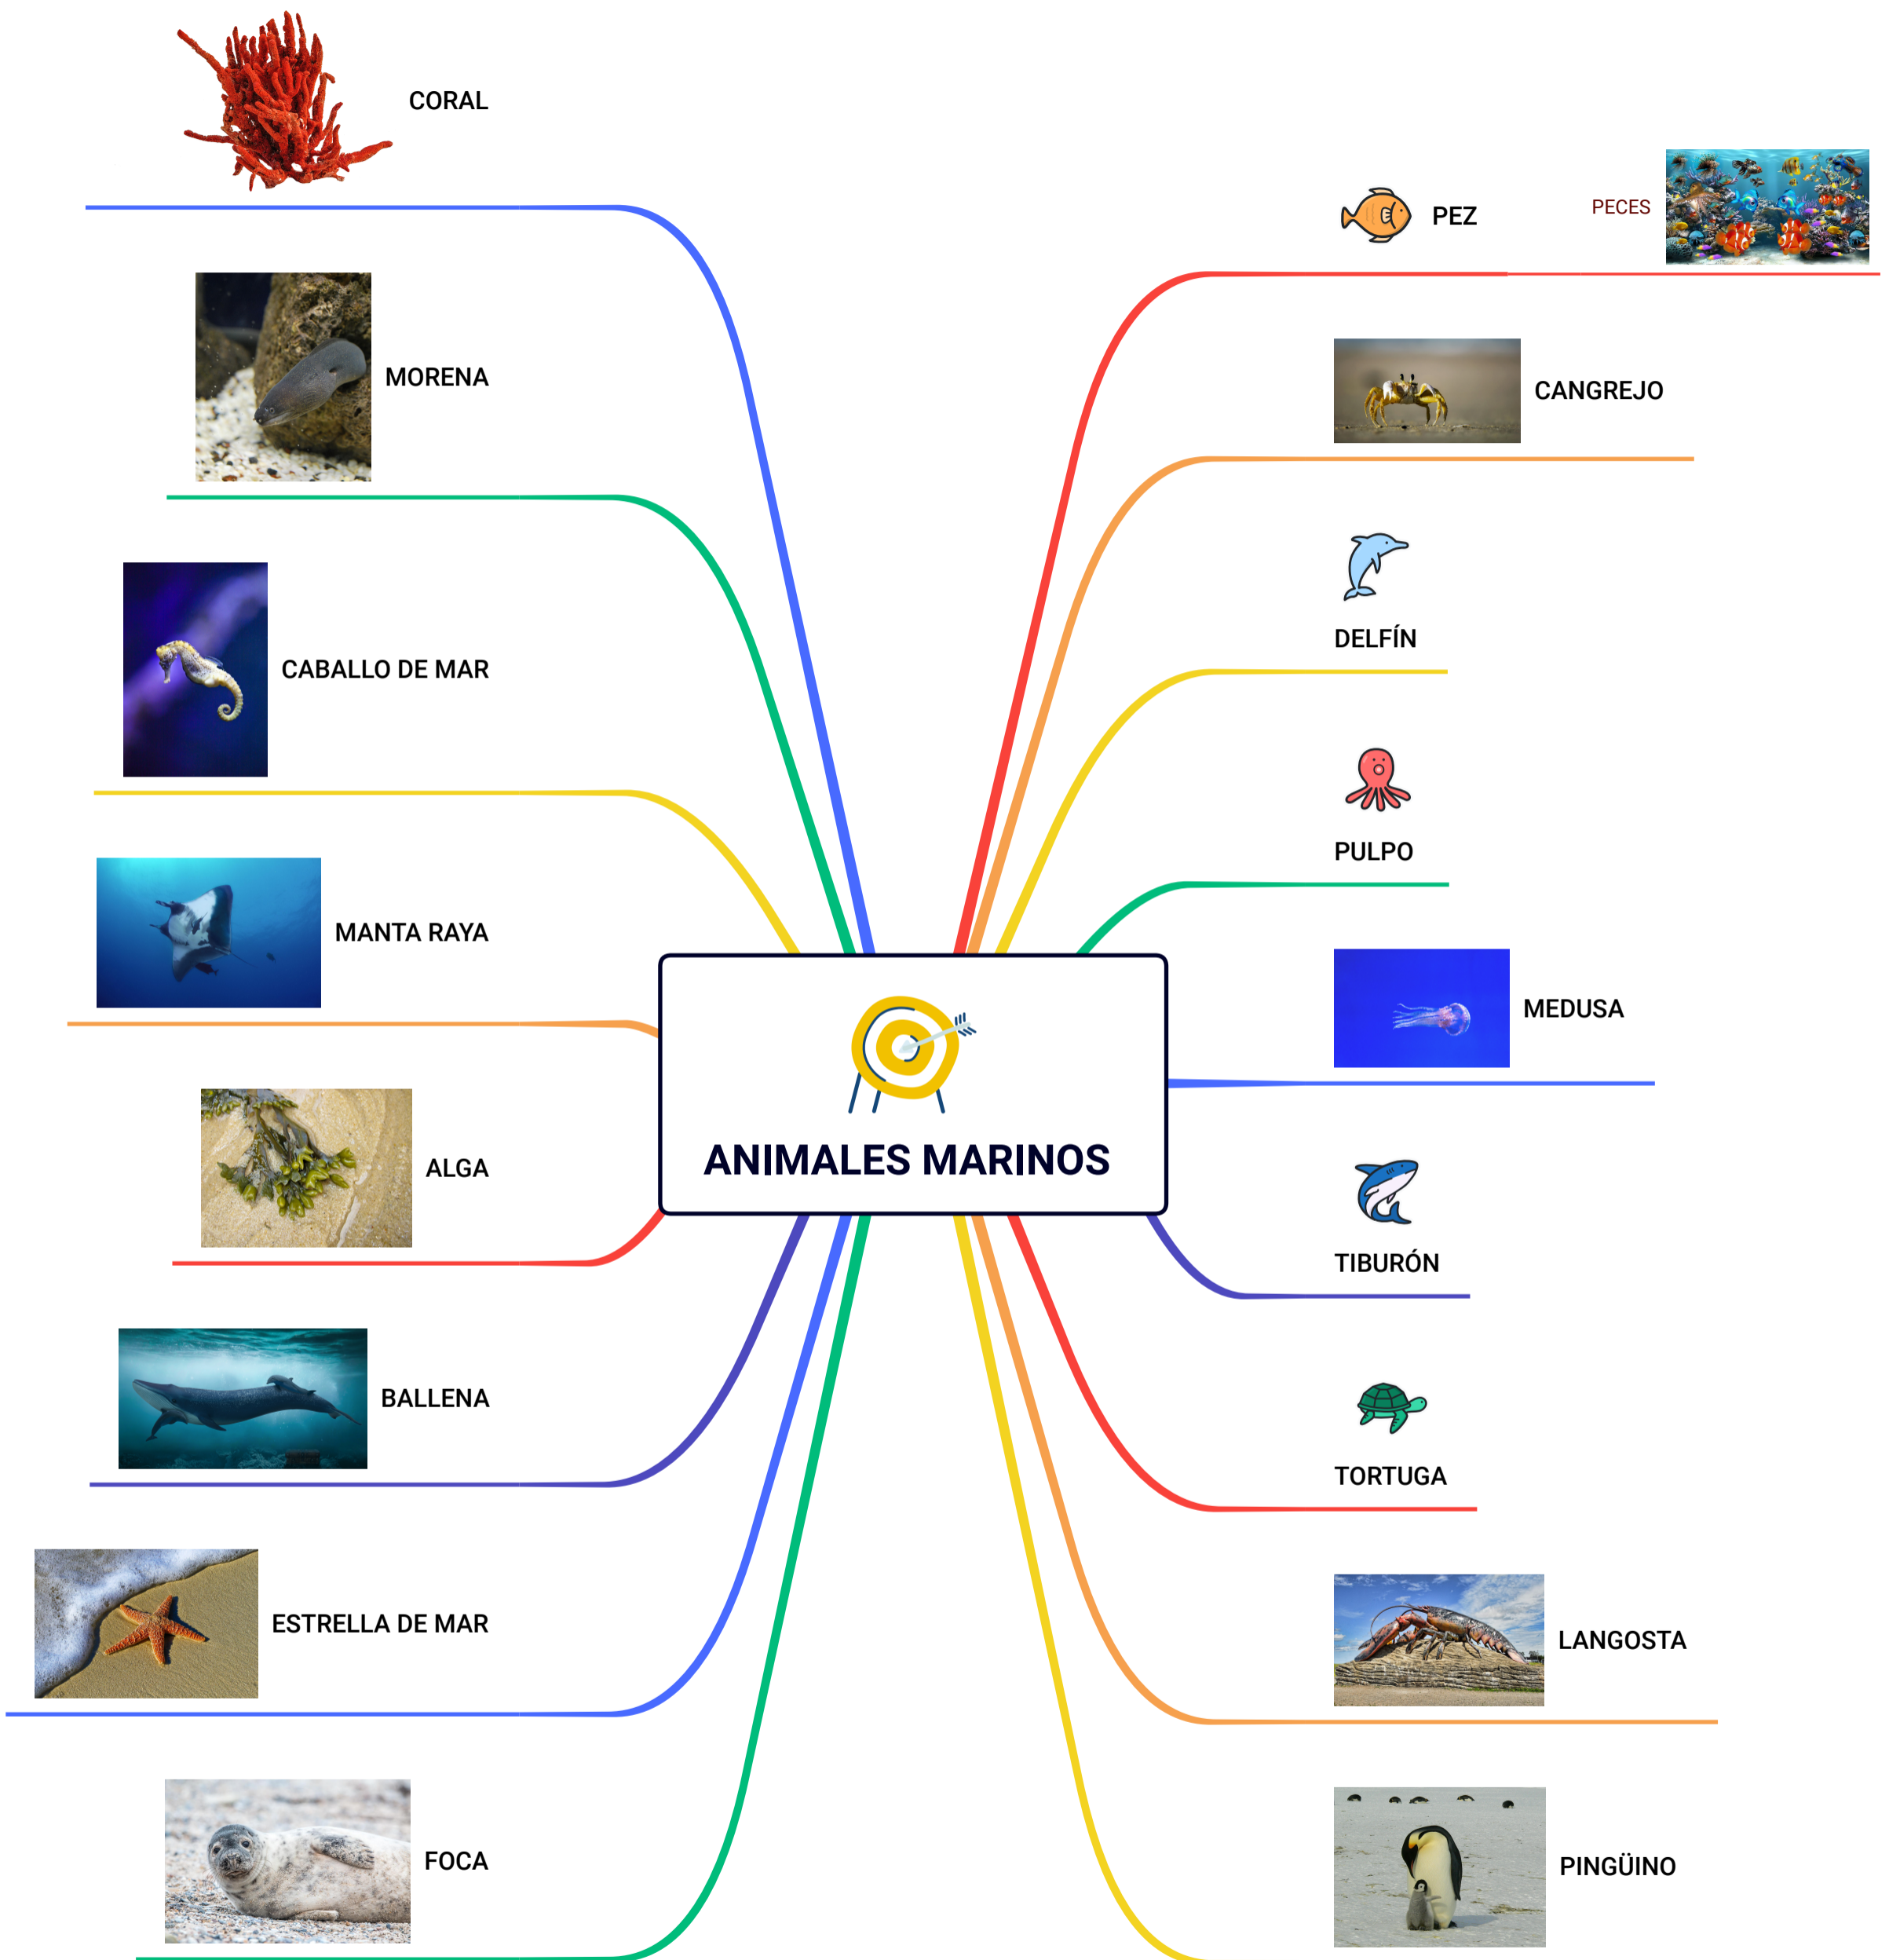 CORAL
MORENA
CABALLO DE MAR
MANTA RAYA
ALGA
BALLENA
ESTRELLA DE MAR
FOCA
ANIMALES MARINOS
PEZ
PECES
CANGREJO
DELFÍN
PULPO
MEDUSA
TIBURÓN
TORTUGA
LANGOSTA
PINGÜINO